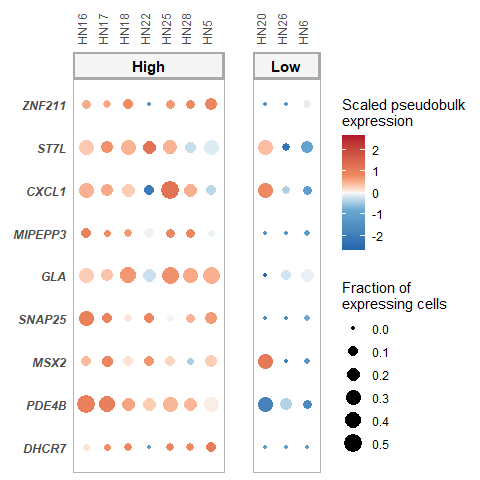 HN16 HN17 HN18 HN22 HN25 HN28 HN5 HN20 HN26 HN6
High Low
ZNF211
ST7L
CXCL1
MIPEPP3
GLA
SNAP25
MSX2
PDE4B
DHCR7
Scaled pseudobulk
expression
2
1
0
-1
-2
Fraction of
expressing cells
0.0
0.1
0.2
0.3
0.4
0.5